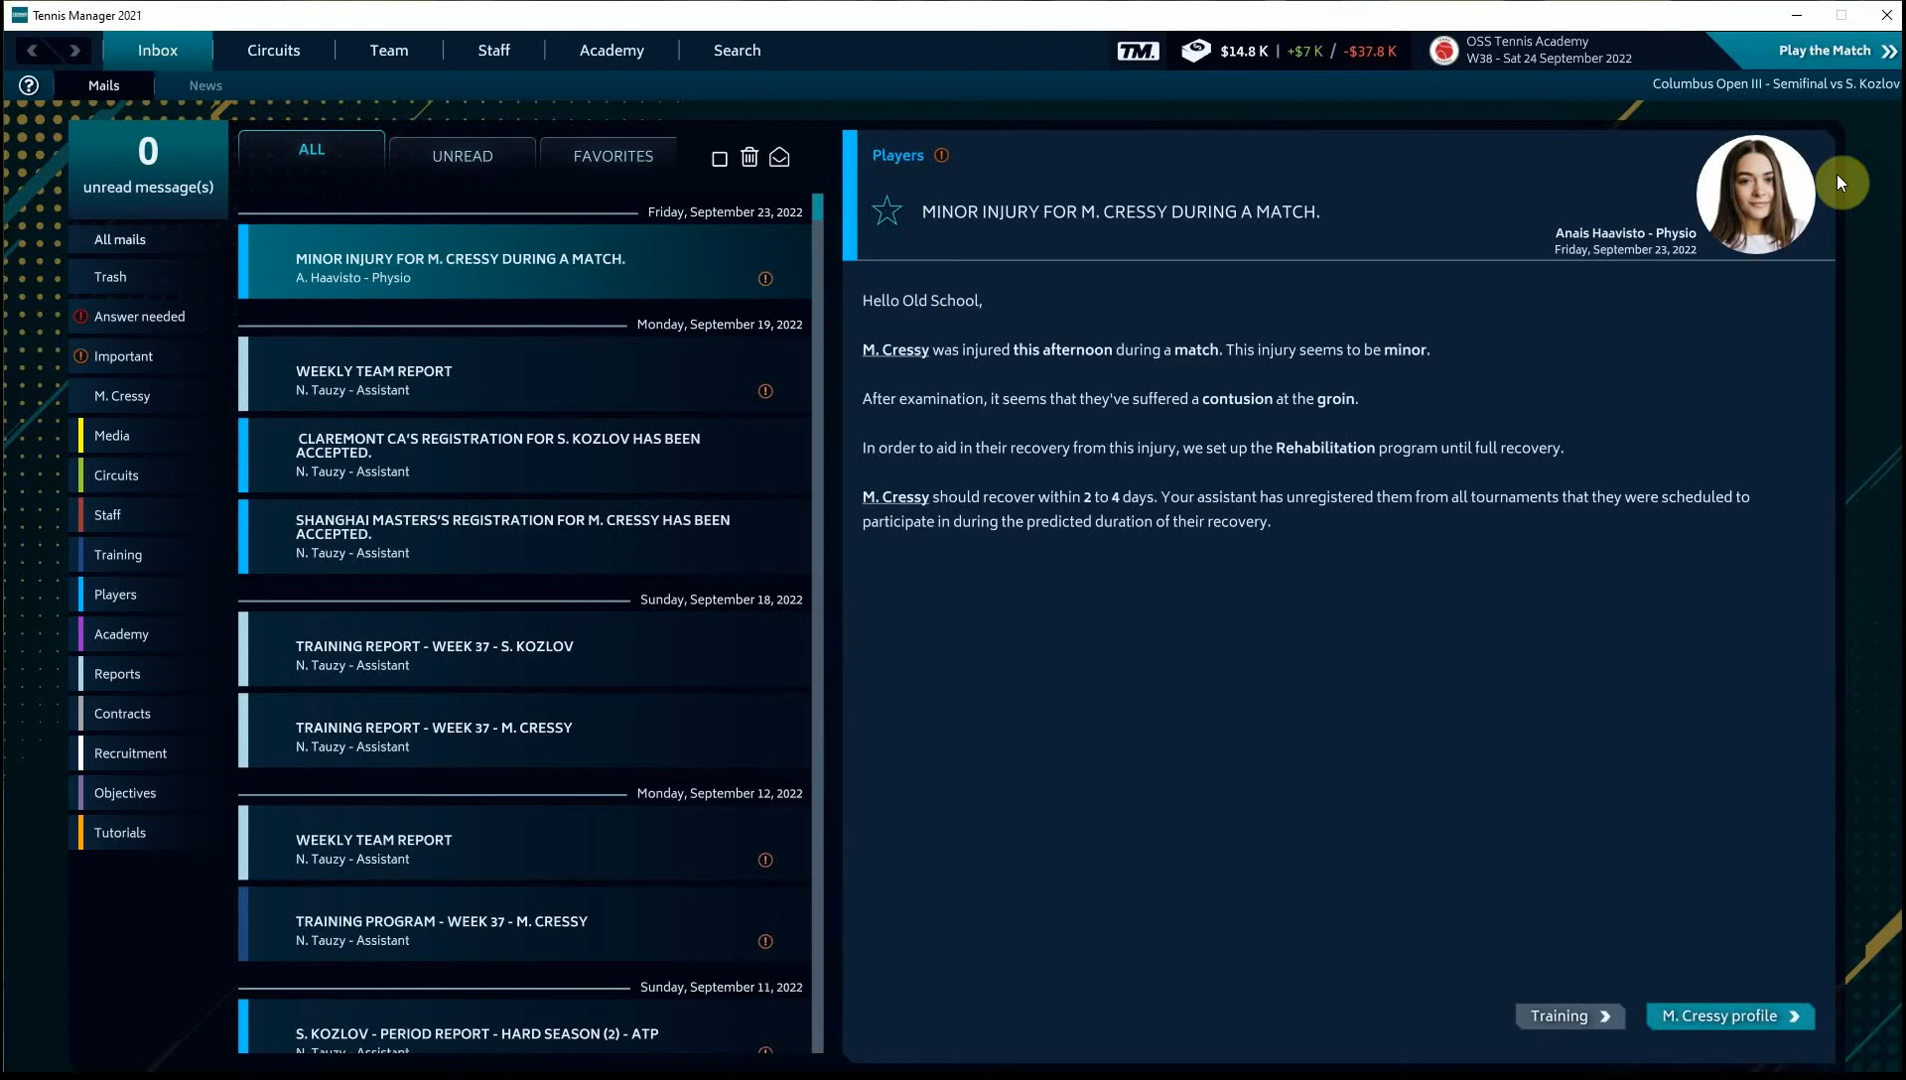 Tennis Manager 2021
Inbox
Circuits
Team
Staff
Academy
Search
TM.
$14.8 K | +$7 K / -$37.8 K
OSS Tennis Academy
W38 - Sat 24 September 2022
Play the Match
Mails
News
Columbus Open III - Semifinal vs S. Kozlov
0
unread message(s)
All mails
Trash
Answer needed
Important
M. Cressy
Media
Circuits
Staff
Training
Players
Academy
Reports
Contracts
Recruitment
Objectives
Tutorials
ALL
UNREAD
FAVORITES
Friday, September 23, 2022
MINOR INJURY FOR M. CRESSY DURING A MATCH.
A. Haavisto - Physio
Monday, September 19, 2022
WEEKLY TEAM REPORT
N. Tauzy - Assistant
CLAREMONT CA'S REGISTRATION FOR S. KOZLOV HAS BEEN
ACCEPTED.
N. Tauzy - Assistant
SHANGHAI MASTERS'S REGISTRATION FOR M. CRESSY HAS BEEN
ACCEPTED.
N. Tauzy - Assistant
Sunday, September 18, 2022
TRAINING REPORT - WEEK 37 - S. KOZLOV
N. Tauzy - Assistant
TRAINING REPORT - WEEK 37 - M. CRESSY
N. Tauzy - Assistant
Monday, September 12, 2022
WEEKLY TEAM REPORT
N. Tauzy - Assistant
TRAINING PROGRAM - WEEK 37 - M. CRESSY
N. Tauzy - Assistant
Sunday, September 11, 2022
S. KOZLOV - PERIOD REPORT - HARD SEASON (2) - ATP
N. Tauzy - Assistant
Players
MINOR INJURY FOR M. CRESSY DURING A MATCH.
Anais Haavisto - Physio
Friday, September 23, 2022
Hello Old School,
M. Cressy was injured this afternoon during a match. This injury seems to be minor.
After examination, it seems that they've suffered a contusion at the groin.
In order to aid in their recovery from this injury, we set up the Rehabilitation program until full recovery.
M. Cressy should recover within 2 to 4 days. Your assistant has unregistered them from all tournaments that they were scheduled to
participate in during the predicted duration of their recovery.
Training
M. Cressy profile